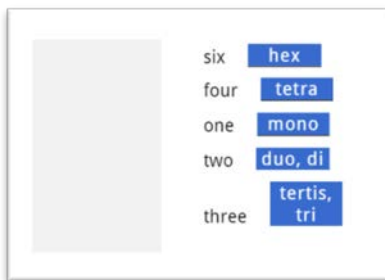 six hex
four tetra
one mono
two duo, di
three tertis,
tri